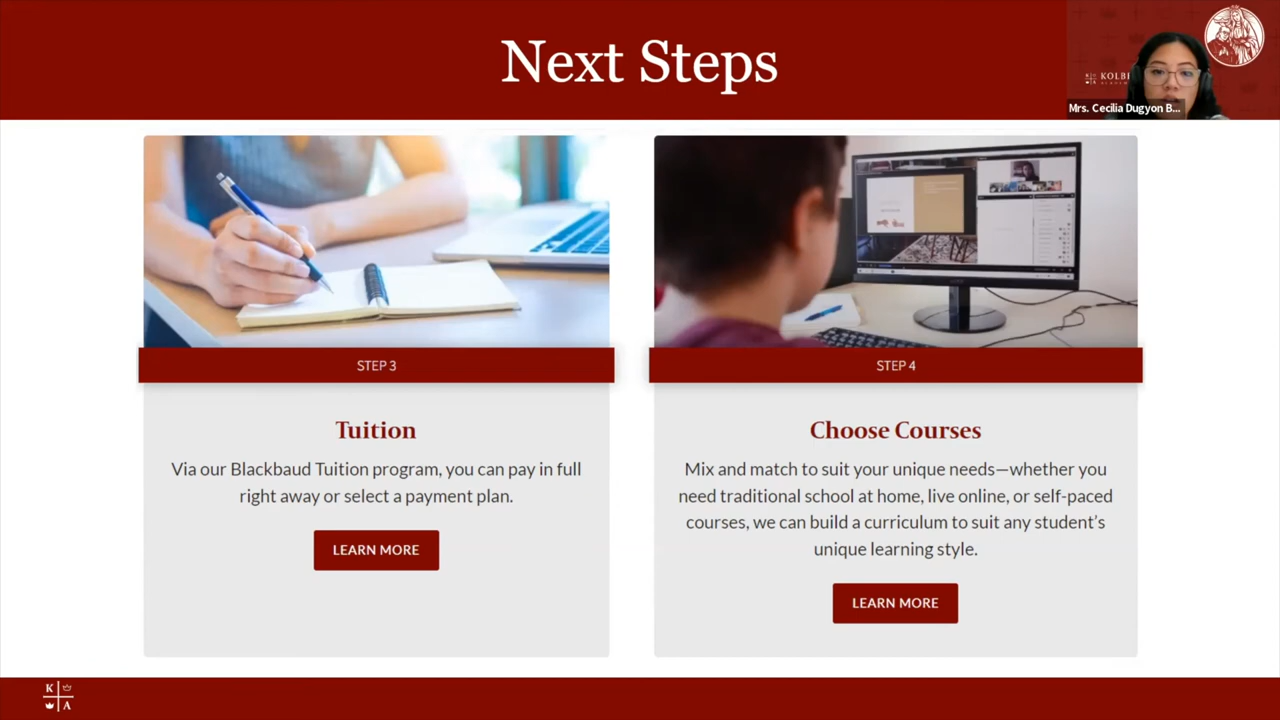 Next Steps
KOLBE
Mrs. Cecilia Dugyon B...
STEP 3
Tuition
Via our Blackbaud Tuition program, you can pay in full
right away or select a payment plan.
LEARN MORE
STEP 4
Choose Courses
Mix and match to suit your unique needs—whether you
need traditional school at home, live online, or self-paced
courses, we can build a curriculum to suit any student's
unique learning style.
LEARN MORE
K
A